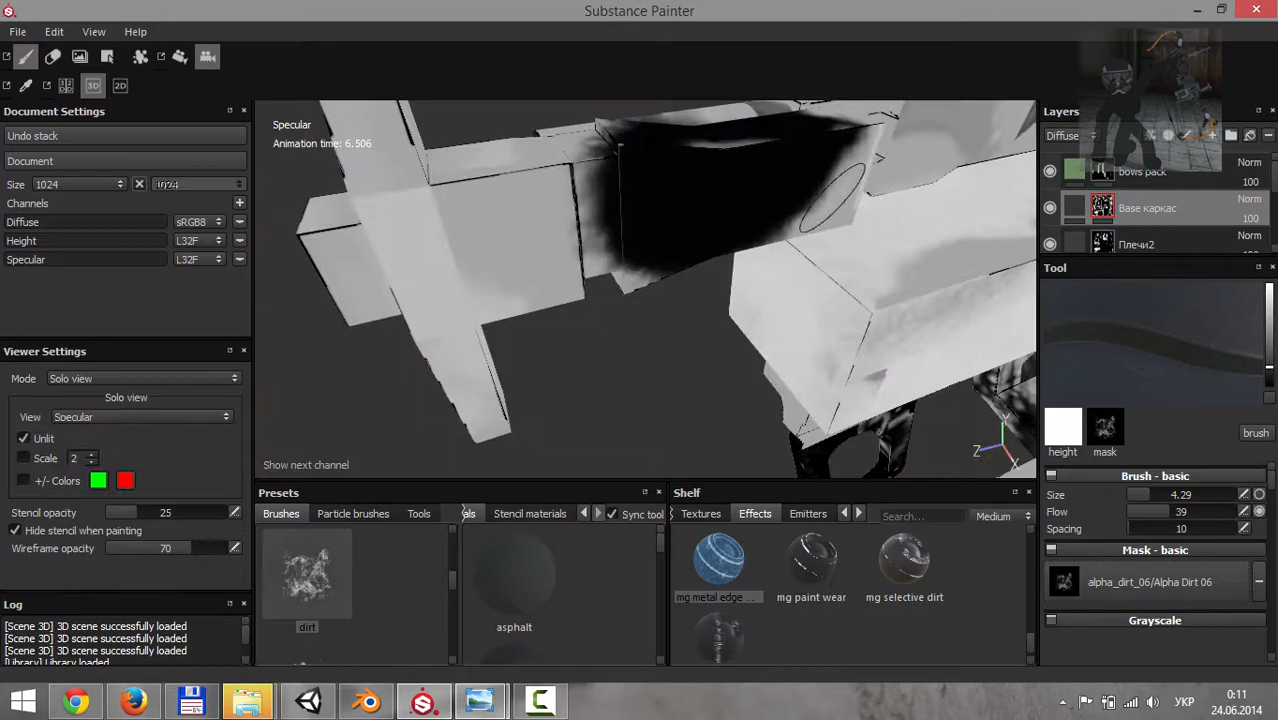 Substance Painter
File Edit View Help
Document Settings
Undo stack
Document
Size 1024 1024
Channels
Diffuse sRGB8
Height L32F
Specular L32F
Viewer Settings
Mode Solo view
Solo view
View Specular
Unlit
Scale 2
+/- Colors
Stencil opacity 25
Hide stencil when painting
Wireframe opacity 70
Log
[Scene 3D] 3D scene successfully loaded
[Scene 3D] 3D scene successfully loaded
[Scene 3D] 3D scene successfully loaded
[Library] Library loaded
3D 2D
Specular
Animation time: 6.506
Show next channel
Y
Z
X
Presets
Brushes Particle brushes Tools
dirt
als Stencil materials Sync tool
asphalt
Shelf
Textures Effects Emitters Search... Medium
mg metal edge ...
mg paint wear
mg selective dirt
Layers
Diffuse
bows pack Norm 100
Base каркас Norm 100
Плечи2 Norm
Tool
height mask brush
Brush - basic
Size 4.29
Flow 39
Spacing 10
Mask - basic
alpha_dirt_06/Alpha Dirt 06
Grayscale
УКР
0:11
24.06.2014